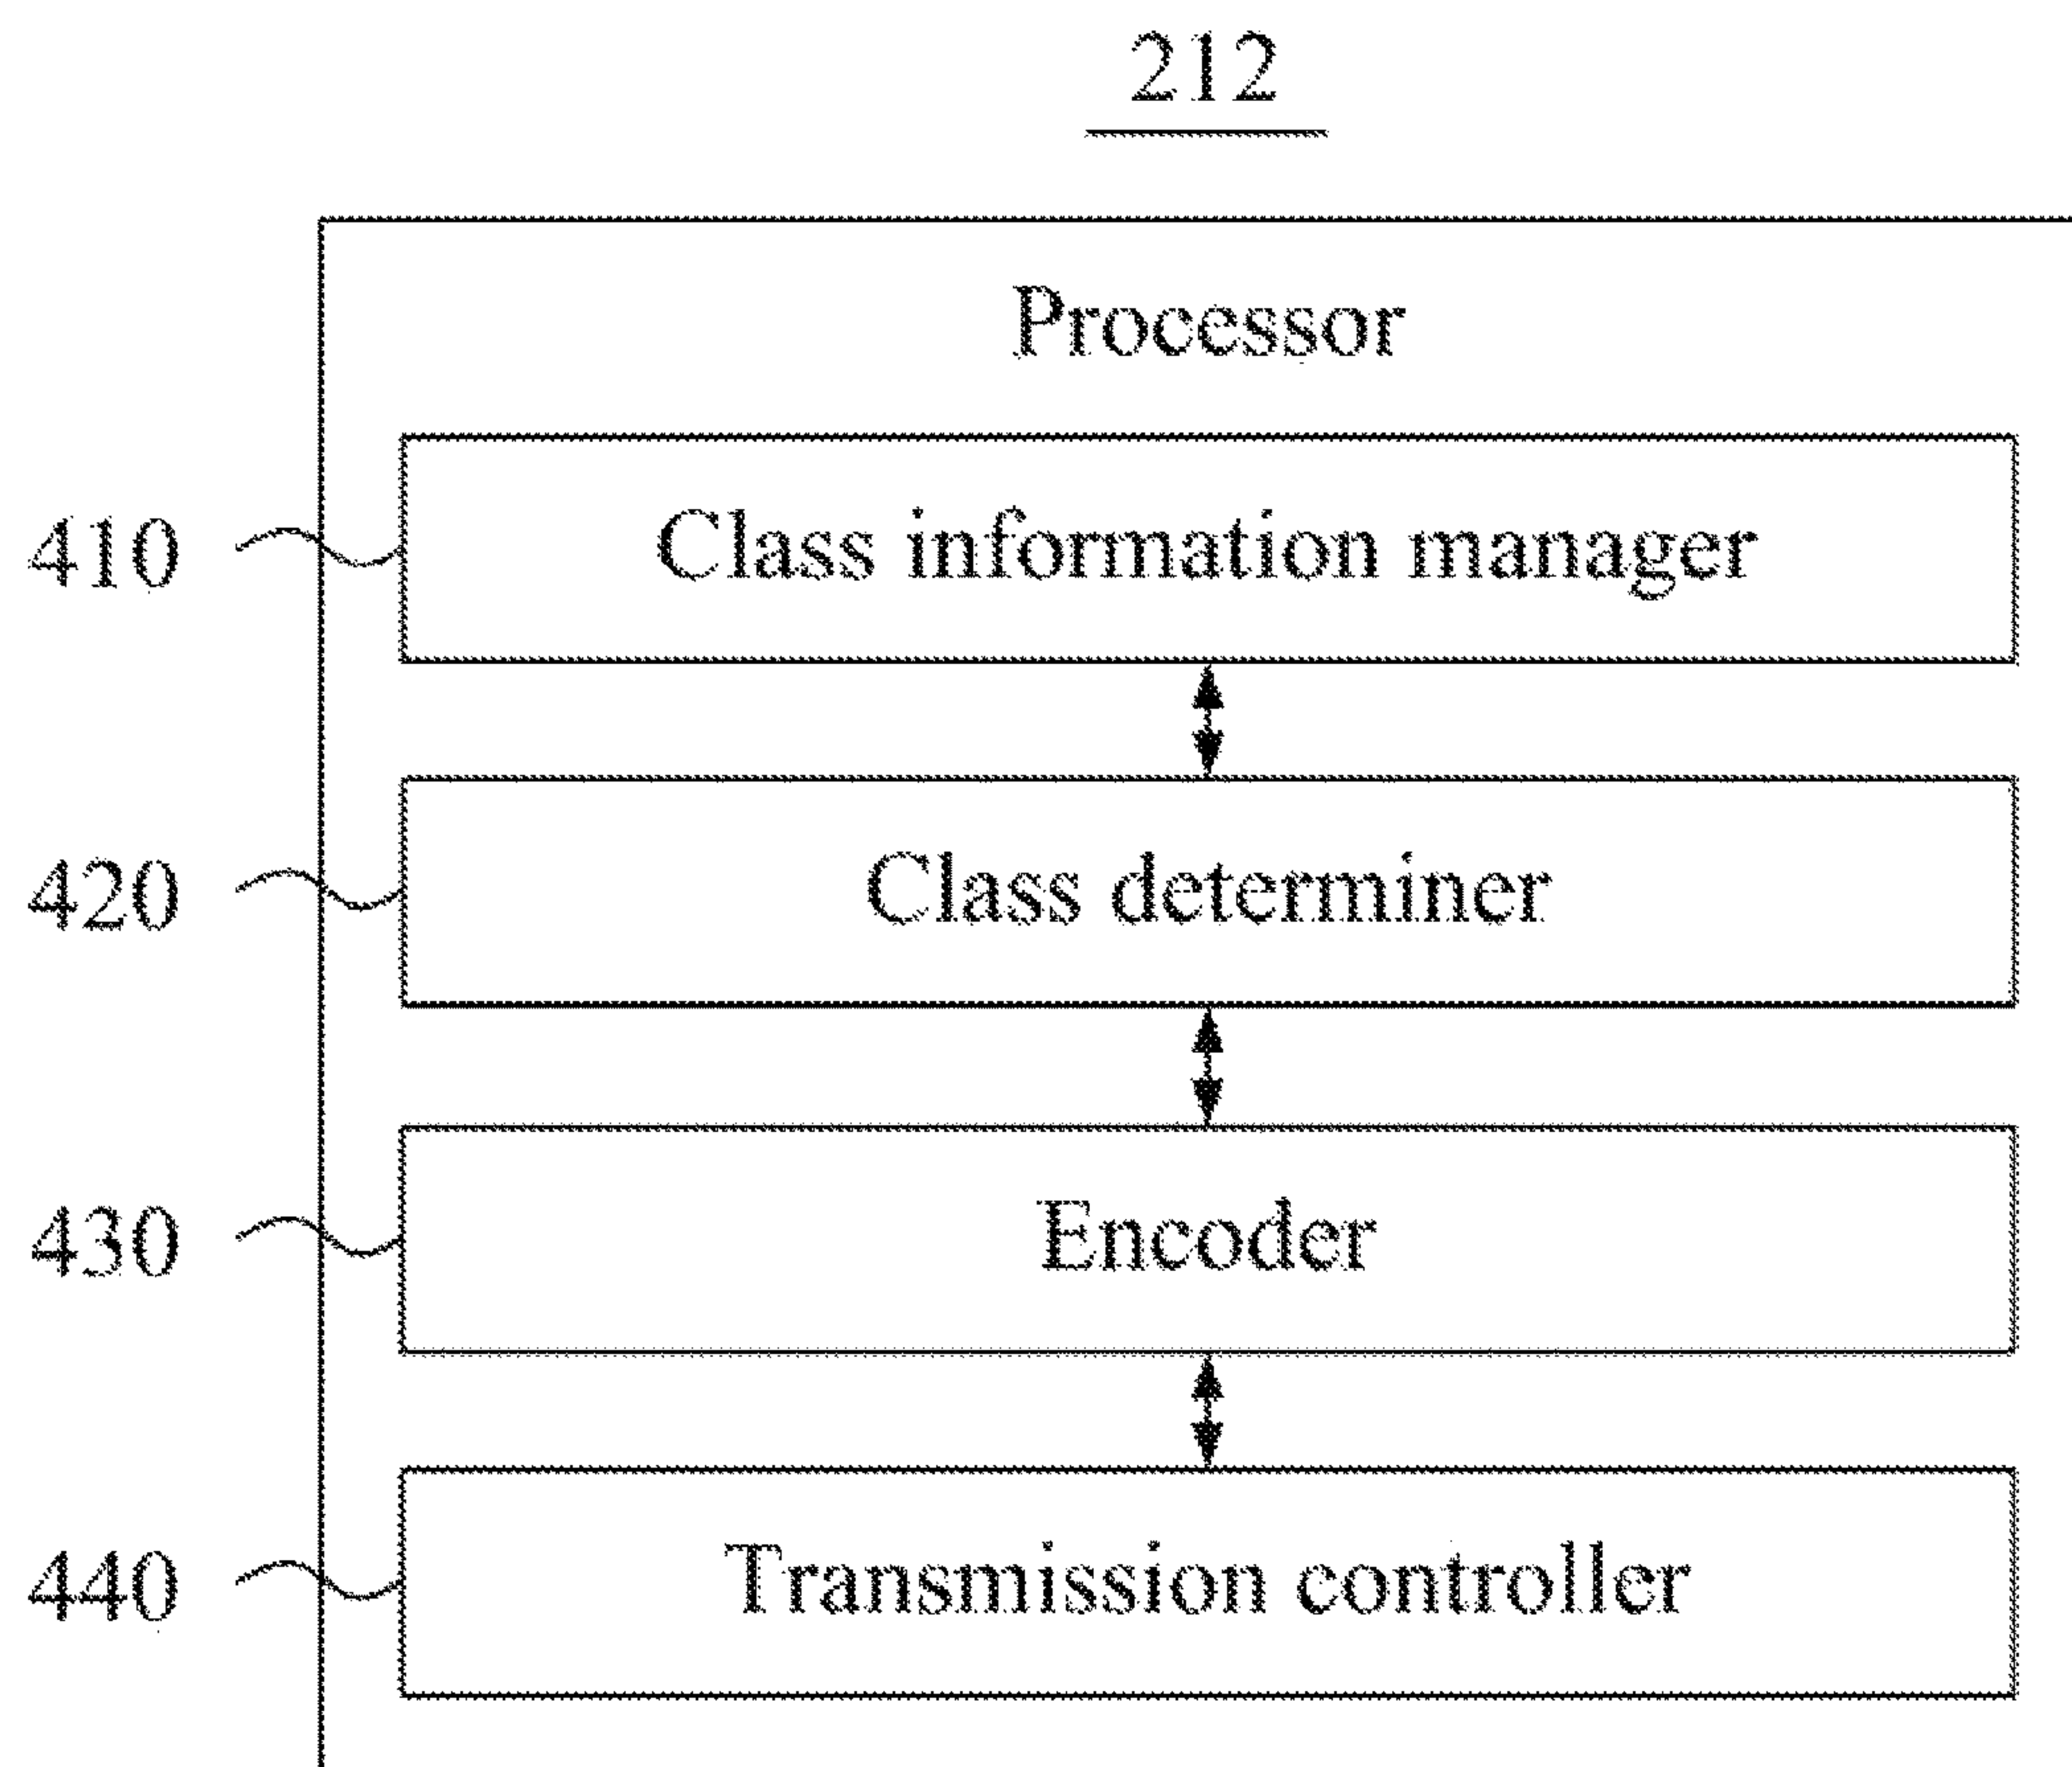 212
Processor
410 Class information manager
420 Class determiner
430 Encoder
440 Transmission controller